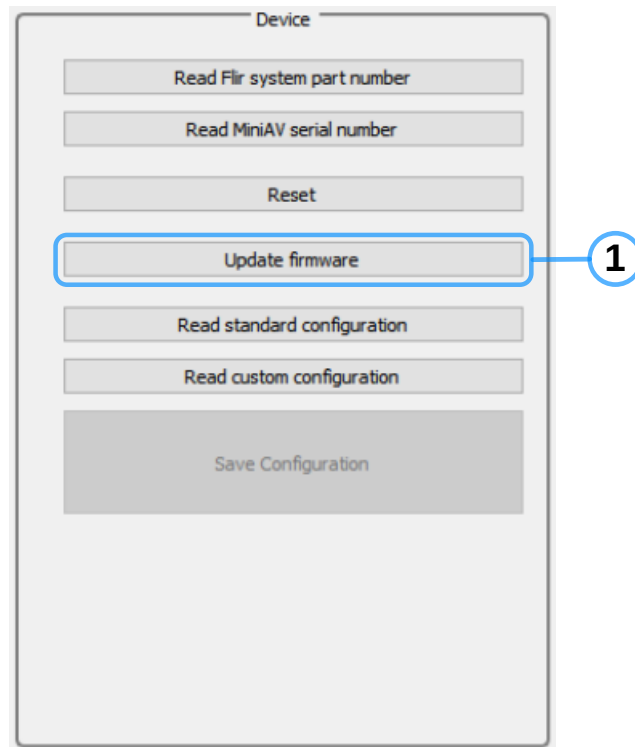 Device
Read Flir system part number
Read MiniAV serial number
Reset
Update firmware
1
Read standard configuration
Read custom configuration
Save Configuration